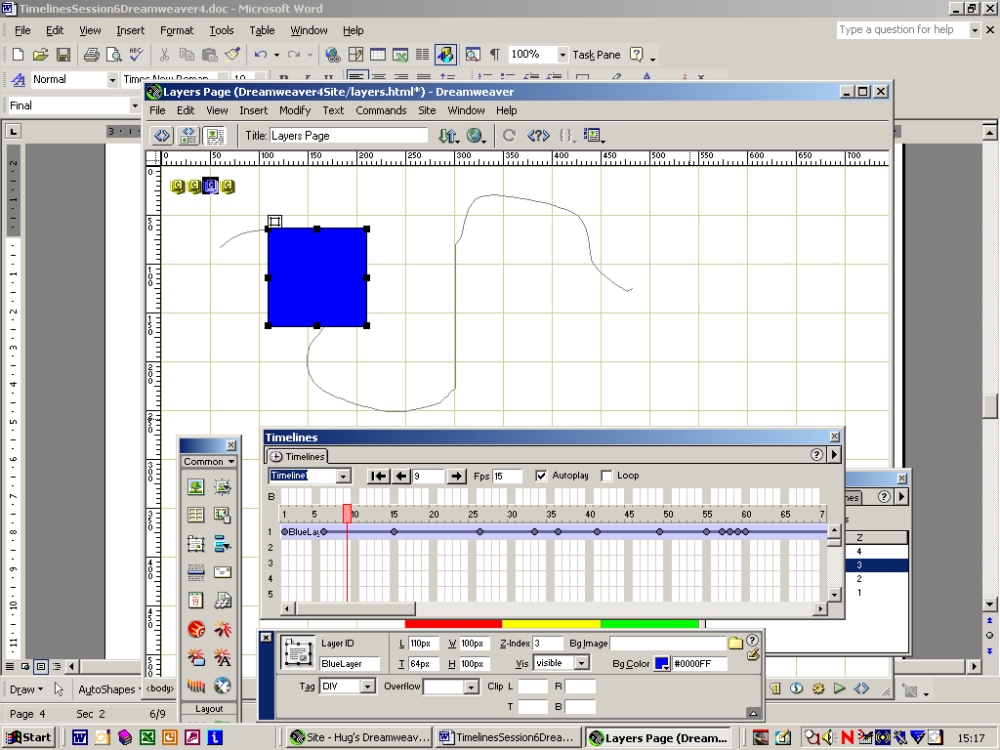 TimelinesSession6Dreamweaver4.doc - Microsoft Word
File Edit View Insert Format Tools Table Window Help
Type a question for help
100% Task Pane
Normal Times New Roman 10
Final
Layers Page (Dreamweaver4Site/layers.html*) - Dreamweaver
File Edit View Insert Modify Text Commands Site Window Help
Title: Layers Page
0 50 100 150 200 250 300 350 400 450 500 550 600 650 700
Timelines
Timelines
Common
Timeline1 9 Fps 15 Autoplay Loop
B
1 5 10 15 20 25 30 35 40 45 50 55 60 65 7
1 BlueLay
2
3
4
5
Z
4
3
2
1
Layer ID L 110px W 100px Z-Index 3 Bg Image
BlueLayer T 64px H 100px Vis visible Bg Color #0000FF
Tag DIV Overflow Clip L R
T B
Layout
<body>
Draw AutoShapes
Page 4 Sec 2 6/9
Start Site - Hug's Dreamweav... TimelinesSession6Drea... Layers Page (Dream... 15:17